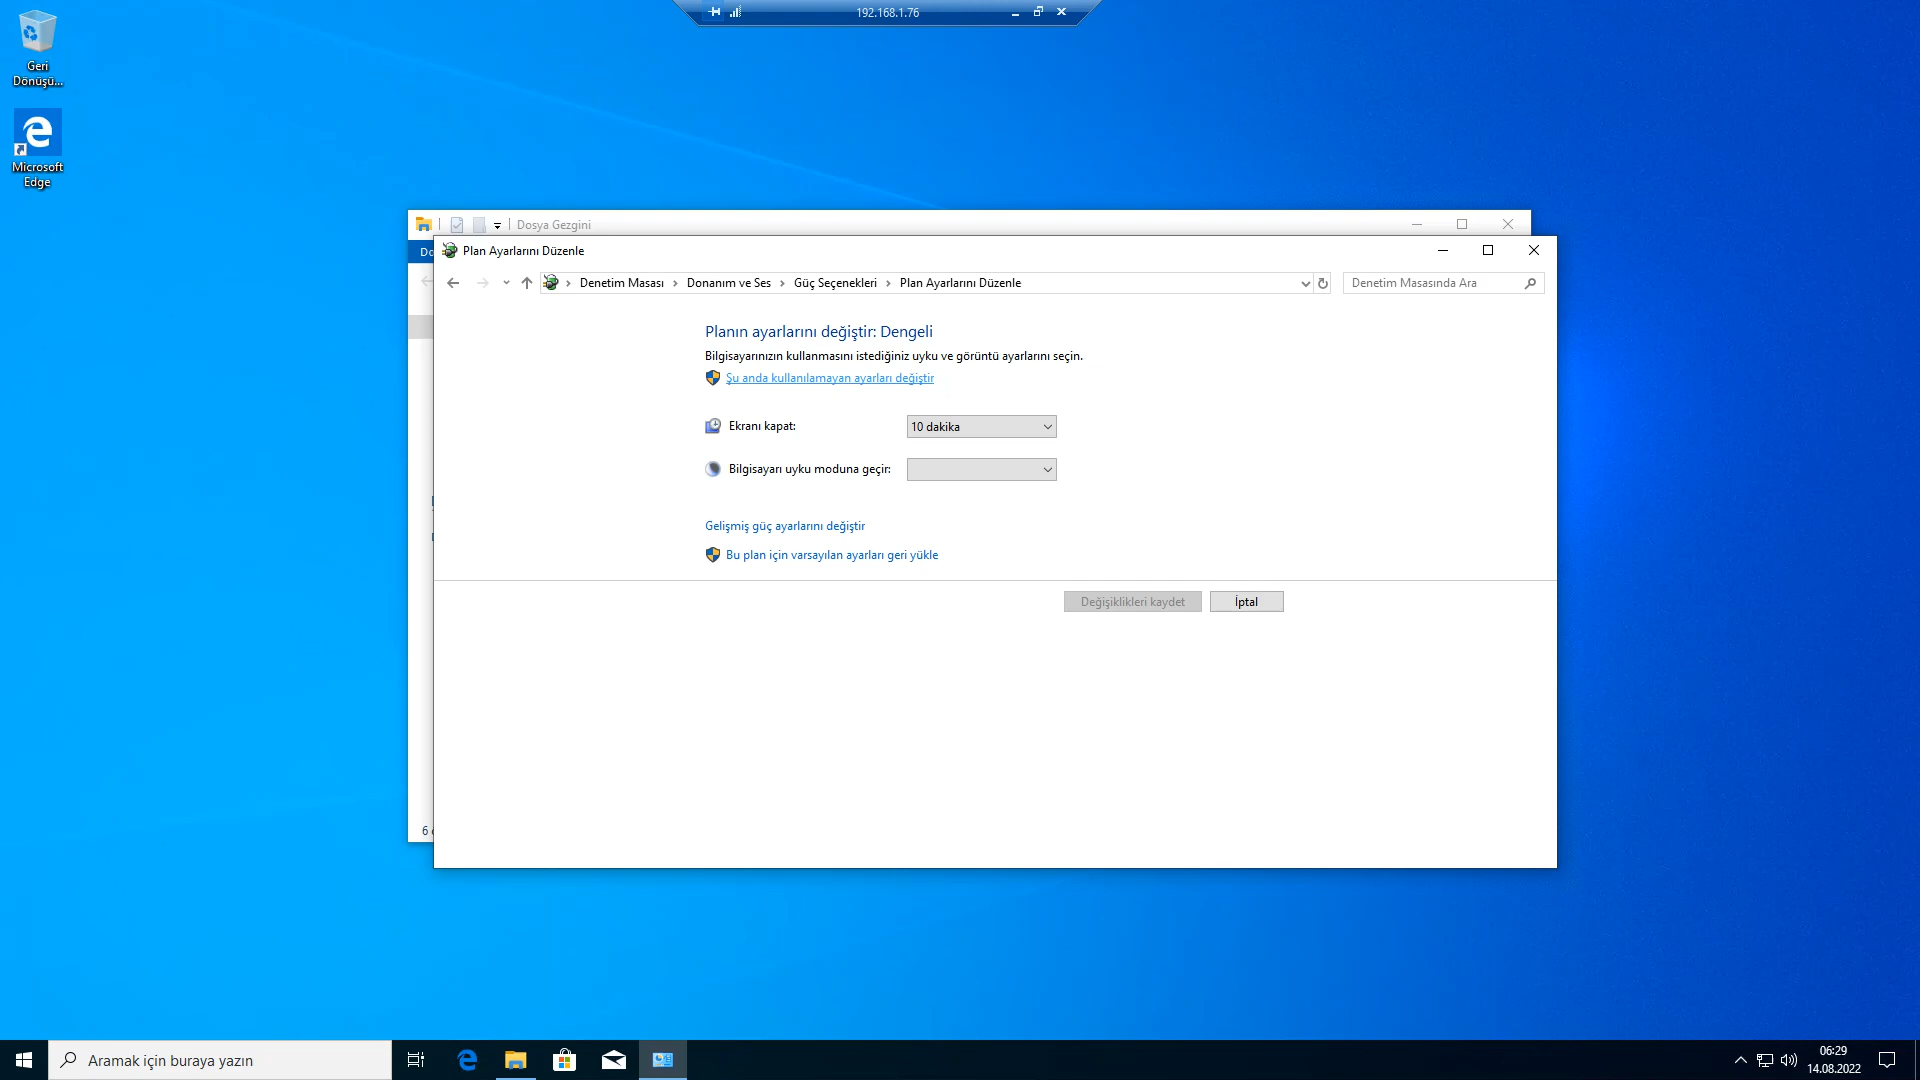 192.168.1.76
Geri
Dönüşü...
Microsoft
Edge
Dosya Gezgini
Plan Ayarlarını Düzenle
Denetim Masası
Donanım ve Ses
Güç Seçenekleri
Plan Ayarlarını Düzenle
Denetim Masasında Ara
Planın ayarlarını değiştir: Dengeli
Bilgisayarınızın kullanmasını istediğiniz uyku ve görüntü ayarlarını seçin.
Şu anda kullanılamayan ayarları değiştir
Ekranı kapat:
10 dakika
Bilgisayarı uyku moduna geçir:
Gelişmiş güç ayarlarını değiştir
Bu plan için varsayılan ayarları geri yükle
Değişiklikleri kaydet
İptal
6
Aramak için buraya yazın
06:29
14.08.2022